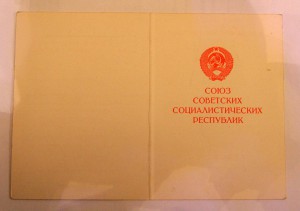 СОЮЗ
СОВЕТСКИХ
СОЦИАЛИСТИЧЕСКИХ
РЕСПУБЛИК